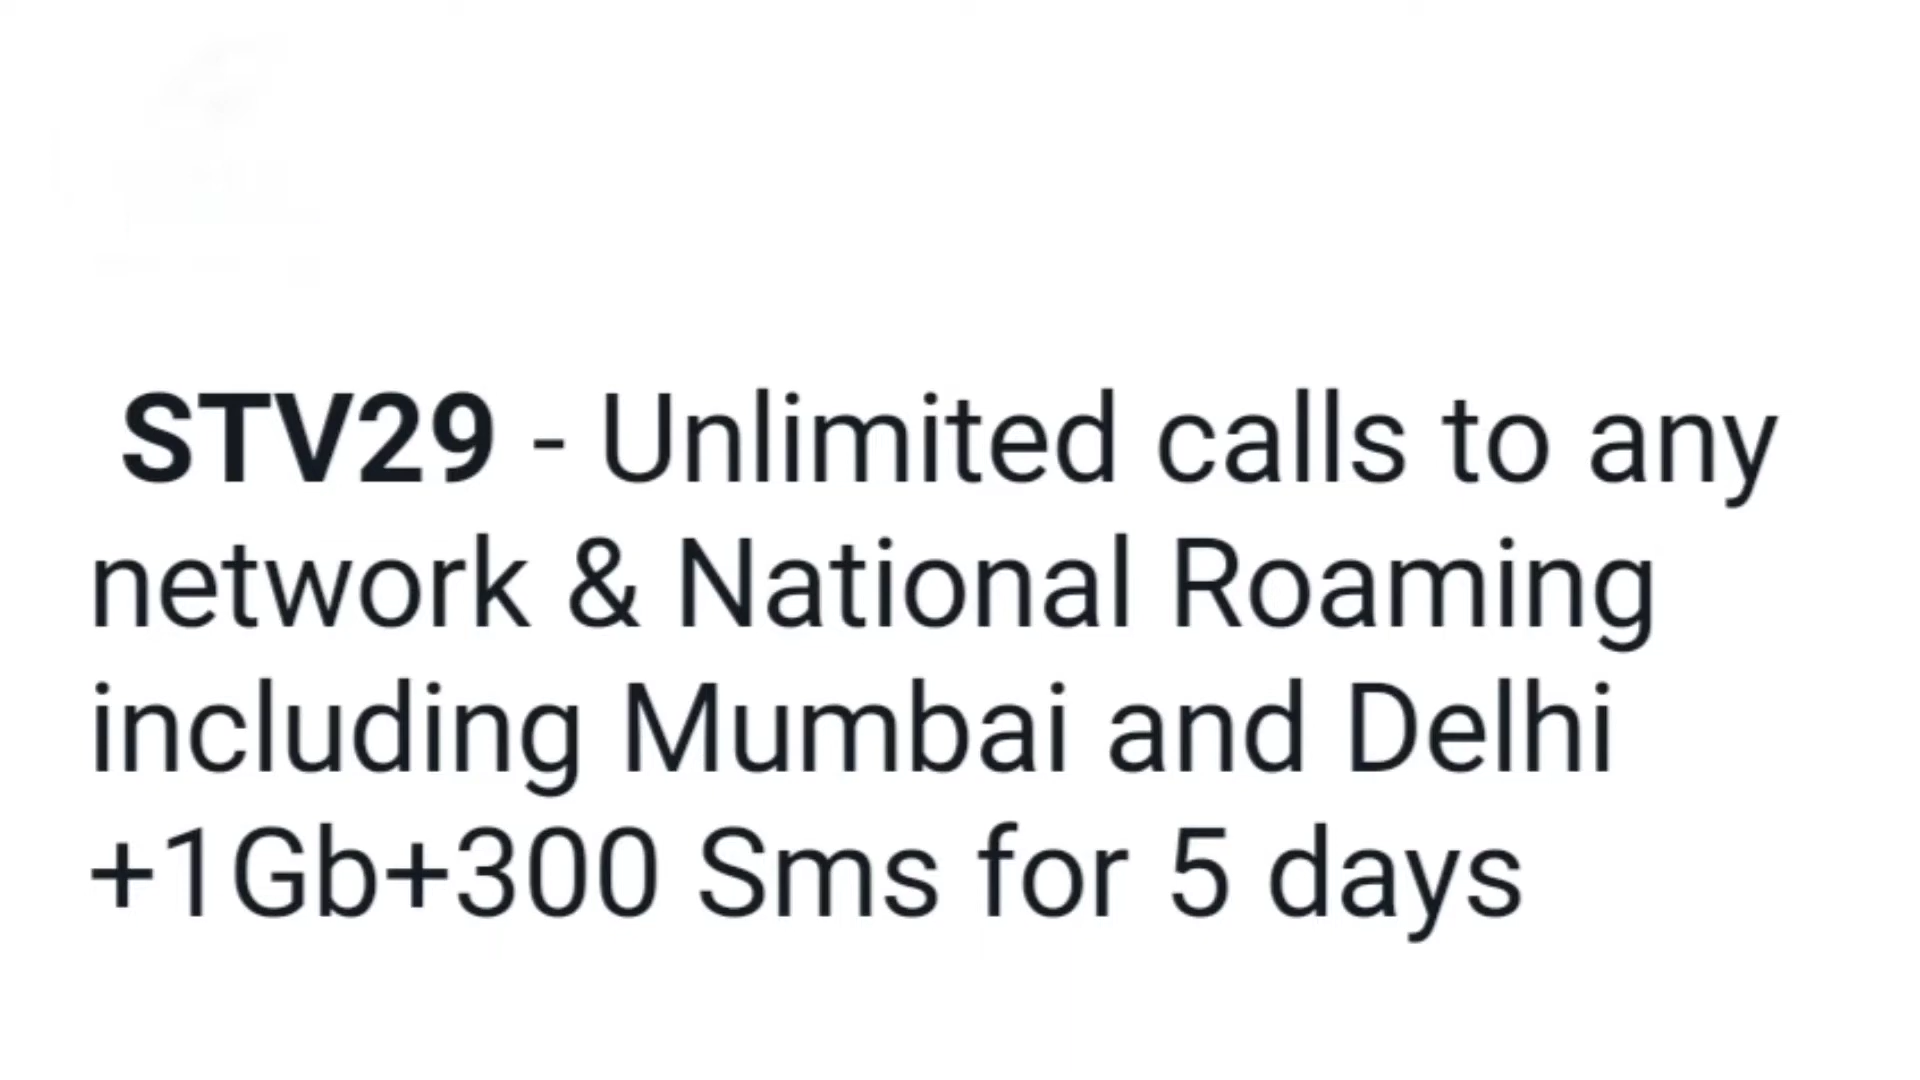 STV29 - Unlimited calls to any
network & National Roaming
including Mumbai and Delhi
+1Gb+300 Sms for 5 days